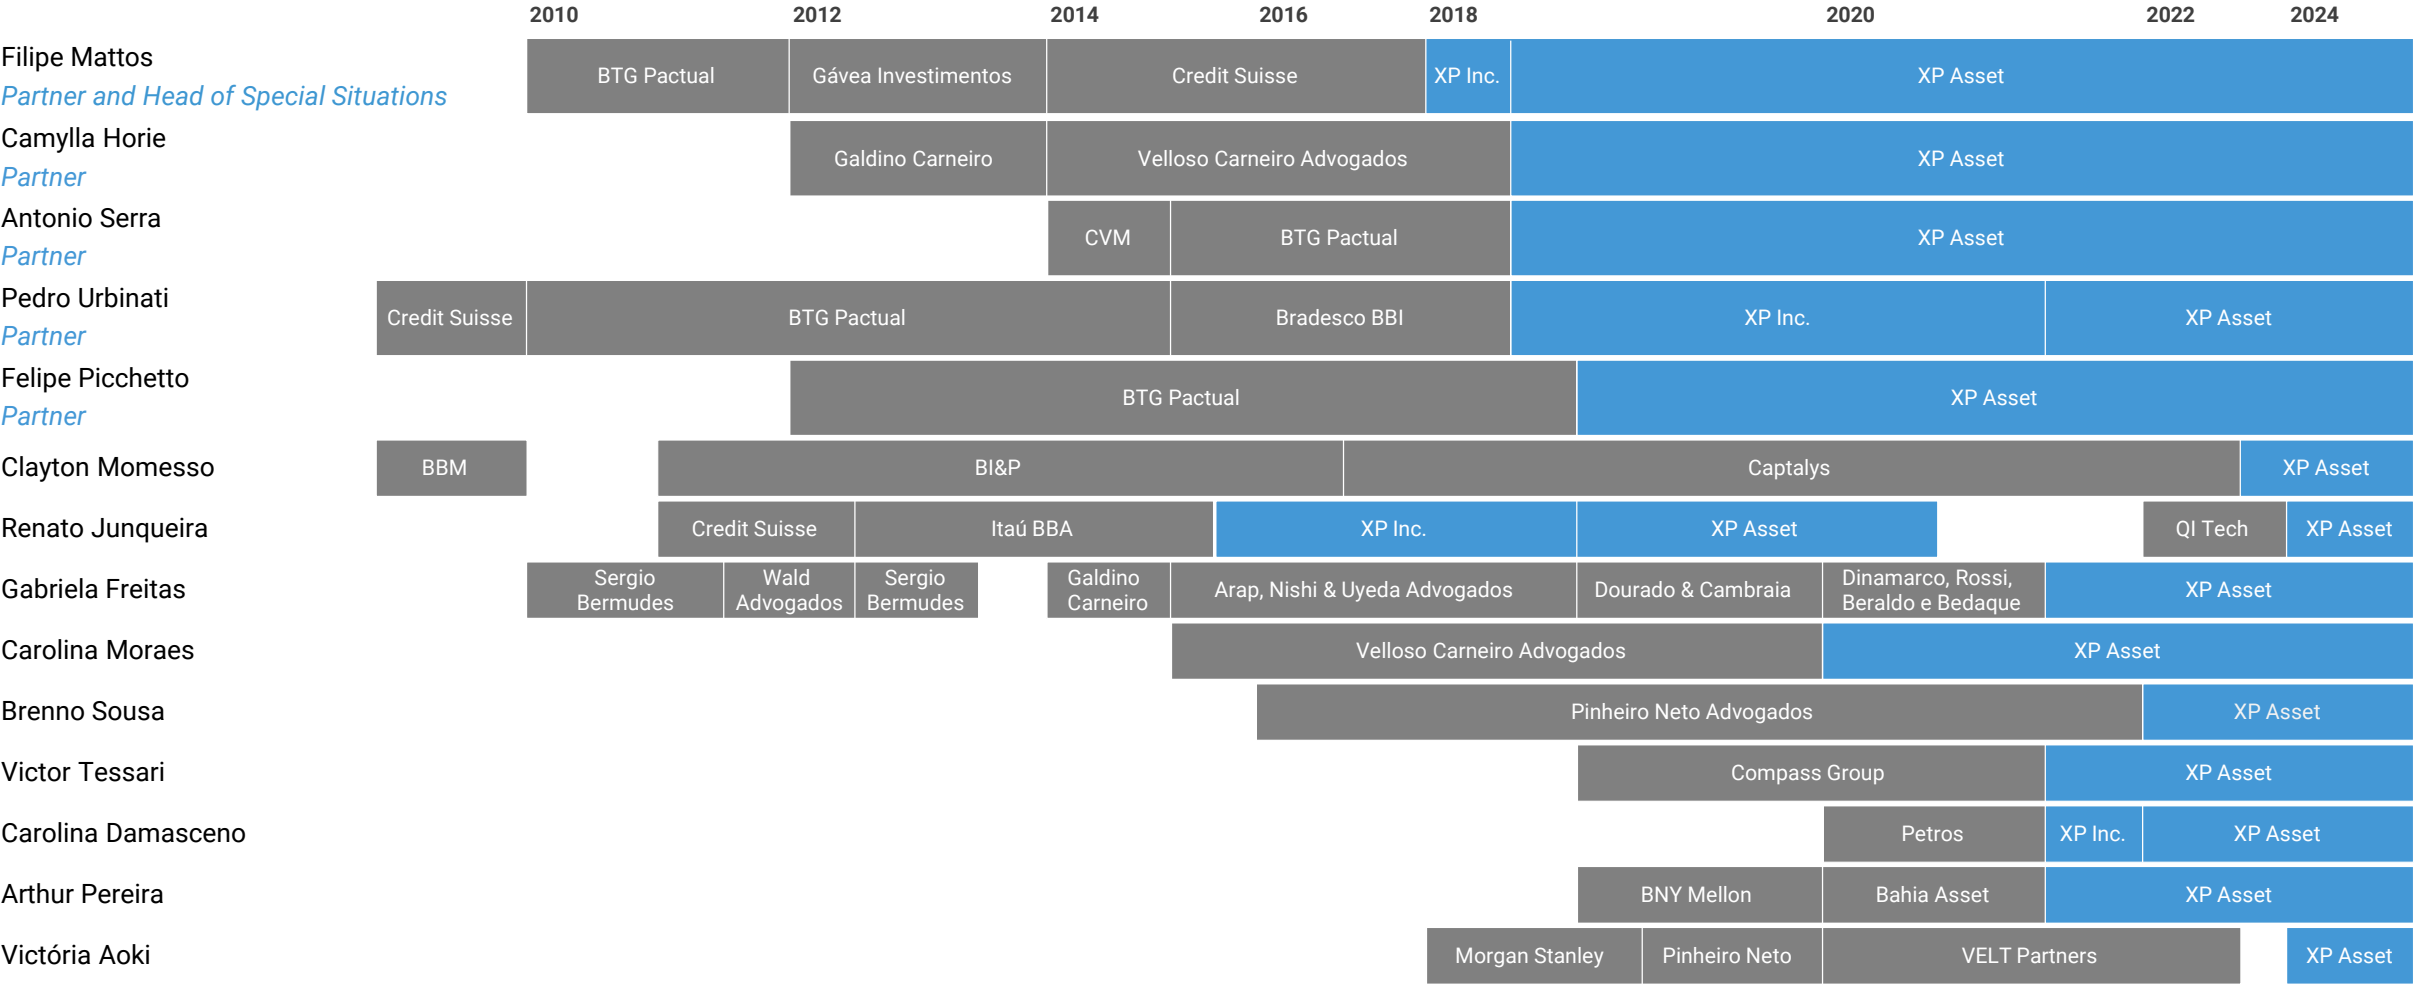 2010 2012 2014 2016 2018 2020 2022 2024
Filipe Mattos
Partner and Head of Special Situations
BTG Pactual Gávea Investimentos Credit Suisse XP Inc. XP Asset
Camylla Horie
Partner
Galdino Carneiro Velloso Carneiro Advogados XP Asset
Antonio Serra
Partner
CVM BTG Pactual XP Asset
Pedro Urbinati
Partner
Credit Suisse BTG Pactual Bradesco BBI XP Inc. XP Asset
Felipe Picchetto
Partner
BTG Pactual XP Asset
Clayton Momesso BBM BI&P Captalys XP Asset
Renato Junqueira Credit Suisse Itaú BBA XP Inc. XP Asset QI Tech XP Asset
Gabriela Freitas
Sergio
Bermudes
Wald
Advogados
Sergio
Bermudes
Galdino
Carneiro
Arap, Nishi & Uyeda Advogados
Dourado & Cambraia
Dinamarco, Rossi,
Beraldo e Bedaque
XP Asset
Carolina Moraes Velloso Carneiro Advogados XP Asset
Brenno Sousa Pinheiro Neto Advogados XP Asset
Victor Tessari Compass Group XP Asset
Carolina Damasceno Petros XP Inc. XP Asset
Arthur Pereira BNY Mellon Bahia Asset XP Asset
Victória Aoki Morgan Stanley Pinheiro Neto VELT Partners XP Asset